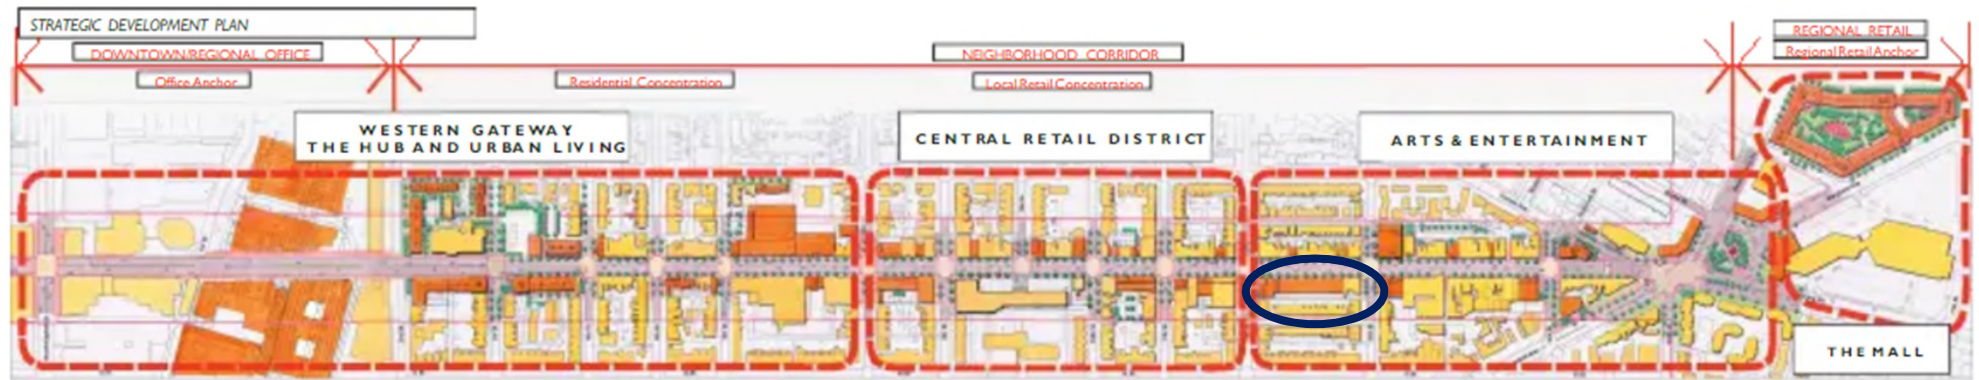 STRATEGIC DEVELOPMENT PLAN
DOWNTOWN/REGIONAL OFFICE
NEIGHBORHOOD CORRIDOR
REGIONAL RETAIL
Regional Retail Anchor
Office Anchor
Residential Concentration
Local Retail Concentration
WESTERN GATEWAY
THE HUB AND URBAN LIVING
CENTRAL RETAIL DISTRICT
ARTS & ENTERTAINMENT
THE MALL